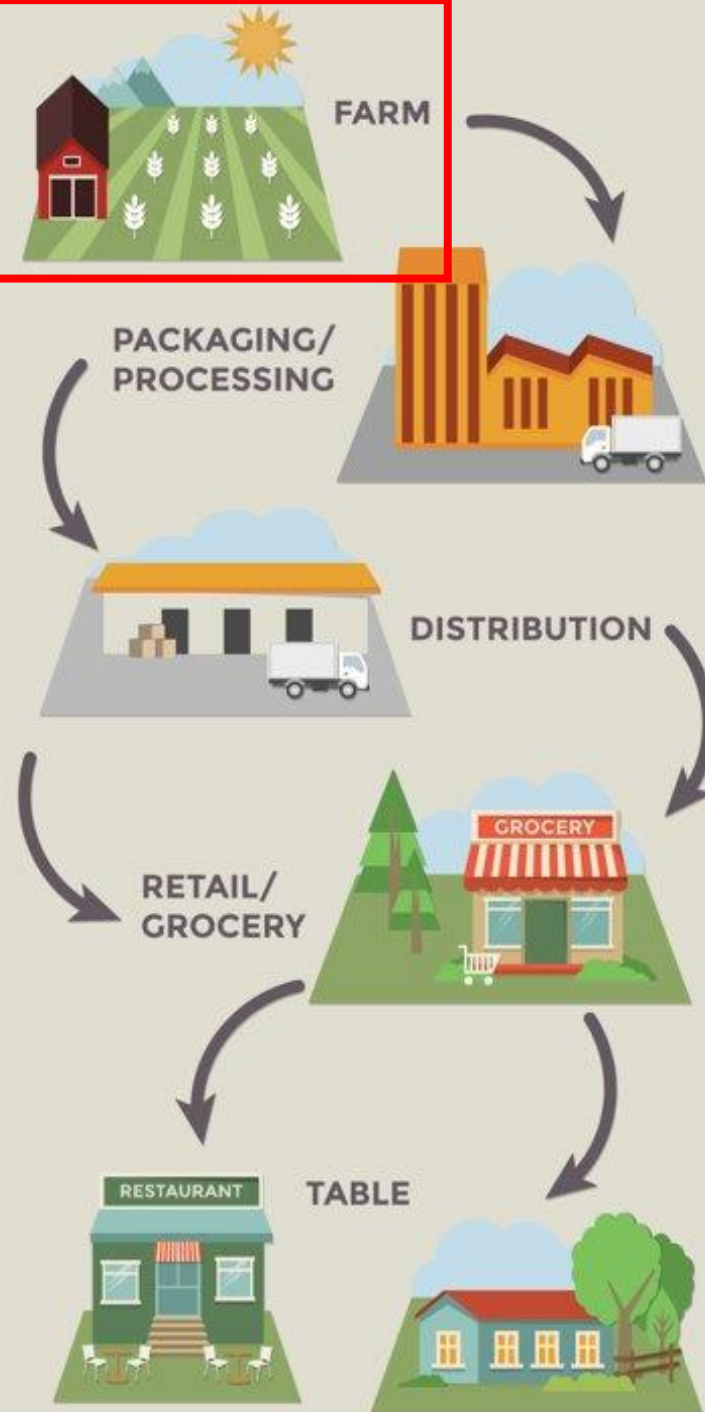 FARM
PACKAGING/
PROCESSING
DISTRIBUTION
GROCERY
RETAIL/
GROCERY
RESTAURANT
TABLE